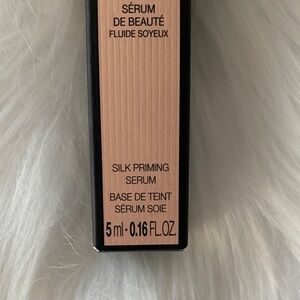 SÉRUM
DE BEAUTÉ
FLUIDE SOYEUX
SILK PRIMING
SERUM
BASE DE TEINT
SÉRUM SOIE
5 ml - 0.16 FL.OZ.